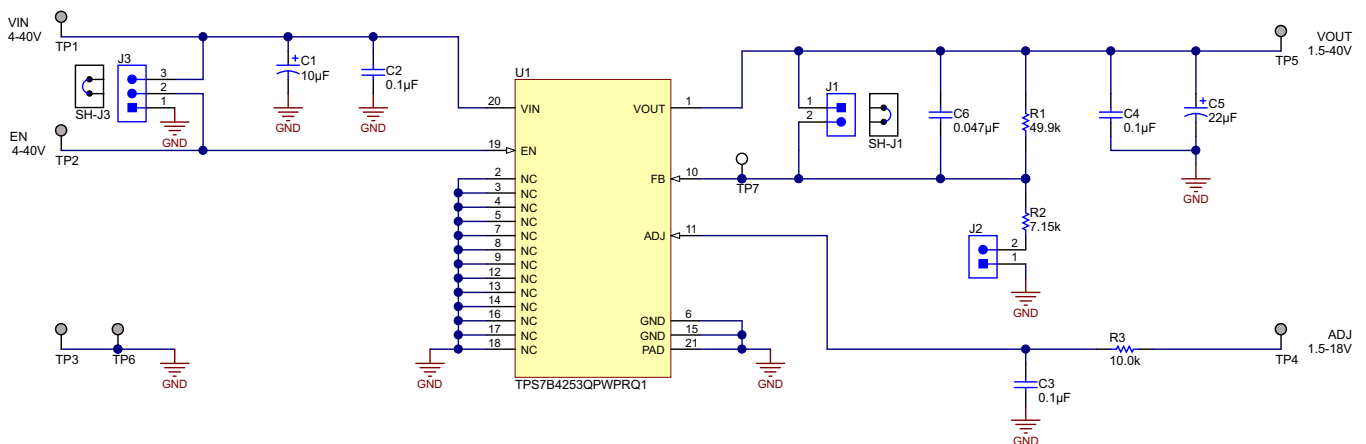 VIN
4-40V
TP1
J3
3
2
1
SH-J3
GND
C1
+
10µF
GND
C2
0.1µF
GND
EN
4-40V
TP2
U1
20 VIN
19 EN
2 NC
3 NC
4 NC
5 NC
7 NC
8 NC
9 NC
12 NC
13 NC
14 NC
16 NC
17 NC
18 NC
GND
VOUT 1
FB 10
ADJ 11
GND 6
GND 15
PAD 21
GND
TPS7B4253QPWPRQ1
TP3
TP6
GND
TP7
J1
1
2
SH-J1
C6
0.047µF
R1
49.9k
C4
0.1µF
C5
+
22µF
GND
VOUT
1.5-40V
TP5
R2
7.15k
J2
2
1
GND
R3
10.0k
ADJ
1.5-18V
TP4
C3
0.1µF
GND